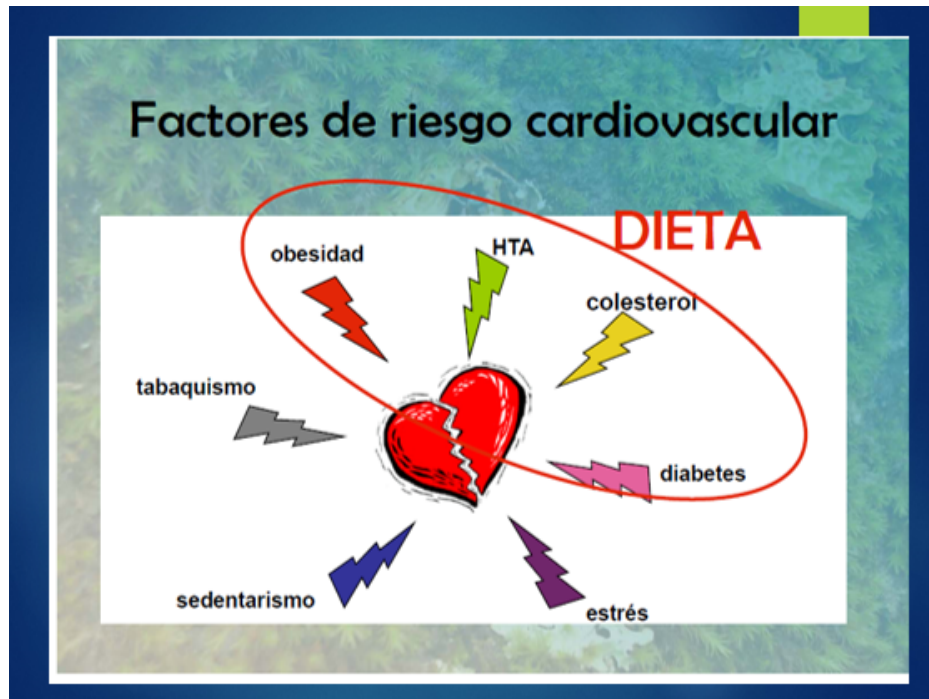 Factores de riesgo cardiovascular
DIETA
obesidad
HTA
colesterol
tabaquismo
diabetes
sedentarismo
estrés